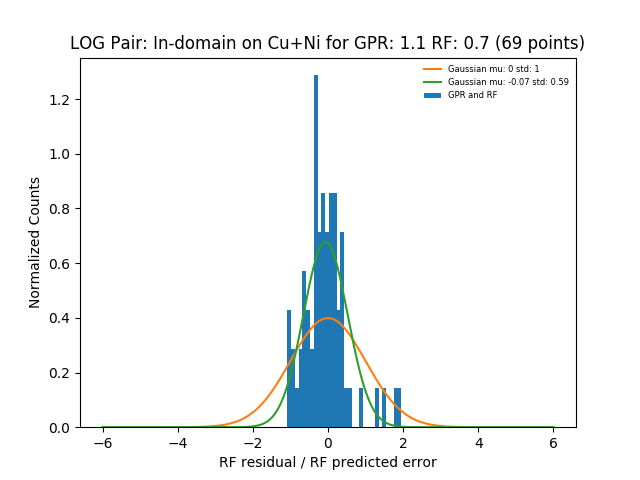 LOG Pair: In-domain on Cu+Ni for GPR: 1.1 RF: 0.7 (69 points)
Gaussian mu: 0 std: 1
Gaussian mu: -0.07 std: 0.59
GPR and RF
Normalized Counts
1.2
1.0
0.8
0.6
0.4
0.2
0.0
−6 −4 −2 0 2 4 6
RF residual / RF predicted error